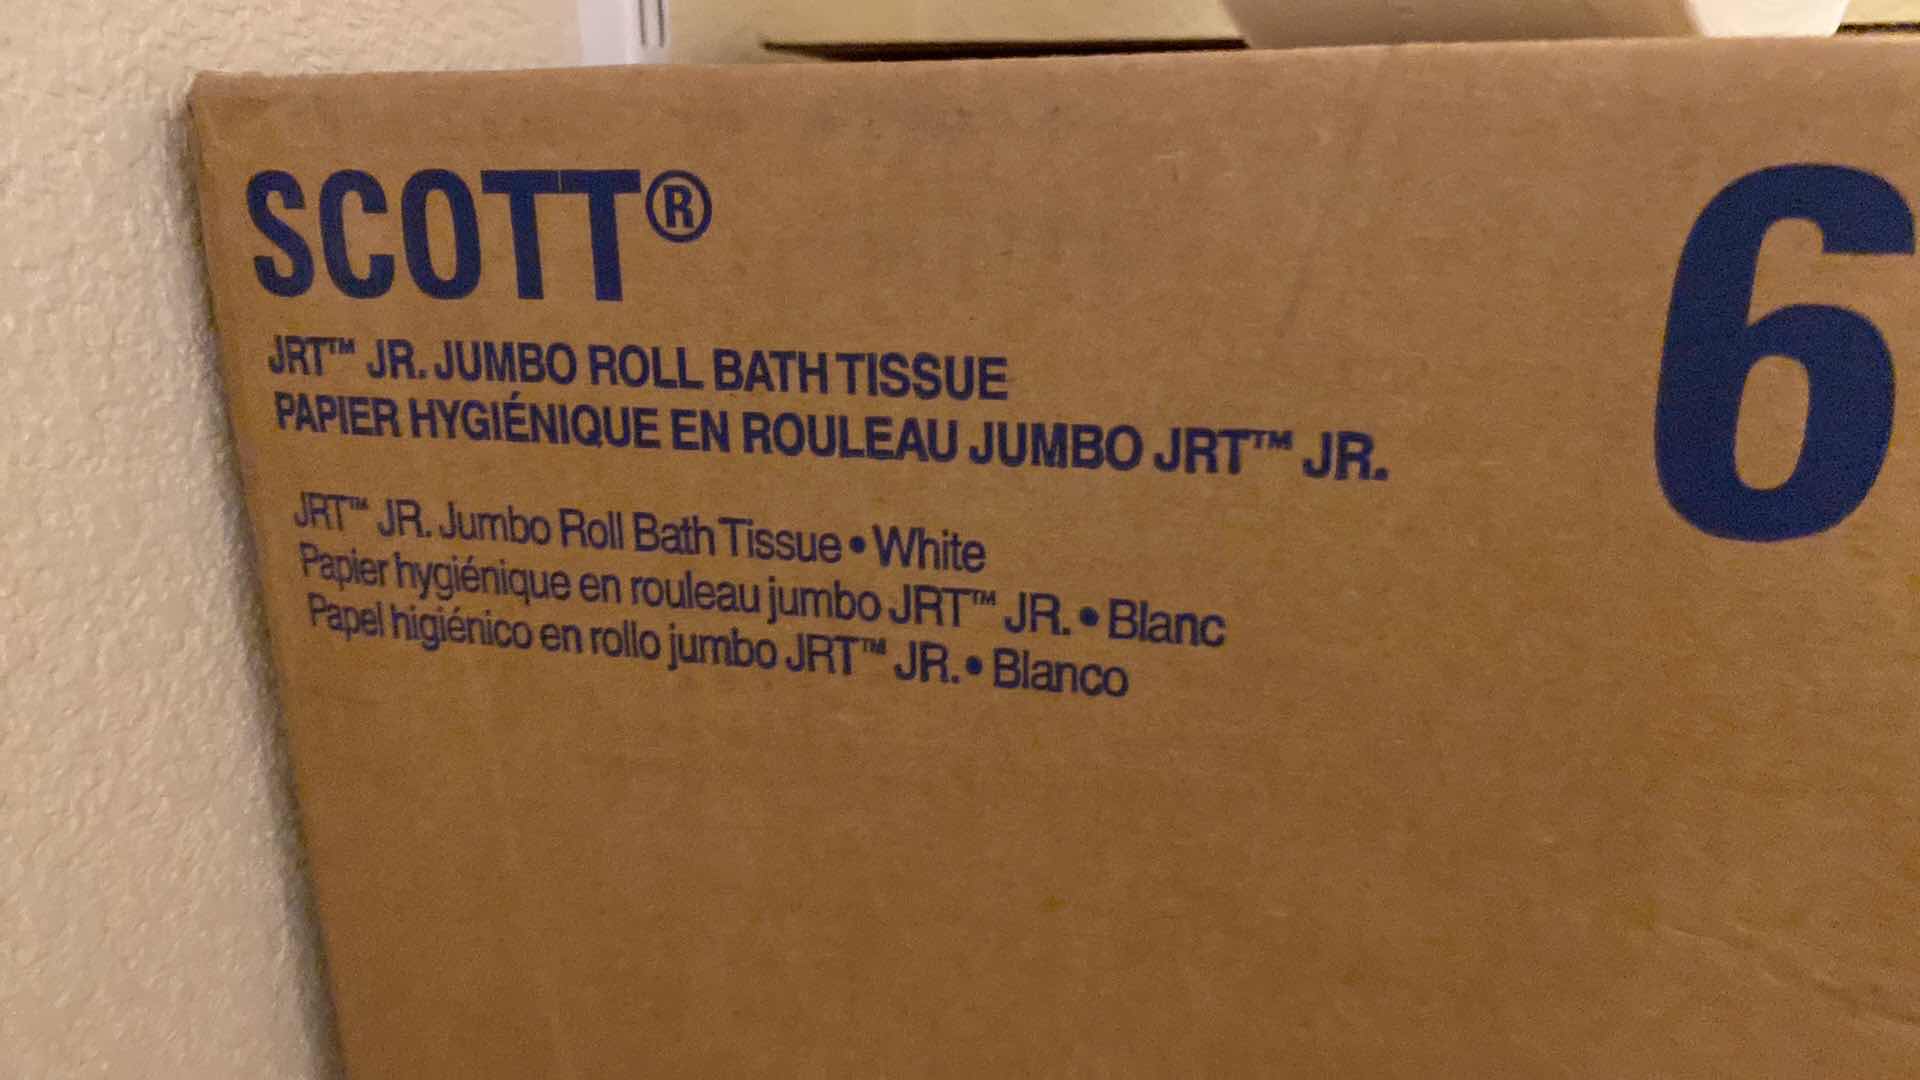 SCOTT®
6
JRT™ JR. JUMBO ROLL BATH TISSUE
PAPIER HYGIÉNIQUE EN ROULEAU JUMBO JRT™ JR.
JRT™ JR. Jumbo Roll Bath Tissue • White
Papier hygiénique en rouleau jumbo JRT™ JR. • Blanc
Papel higiénico en rollo jumbo JRT™ JR. • Blanco